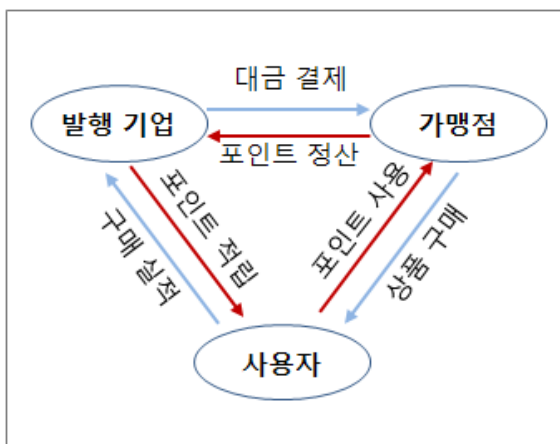 대금 결제
발행 기업
가맹점
포인트 정산
구매 실적
포인트 적립
포인트 사용
상품 구매
사용자